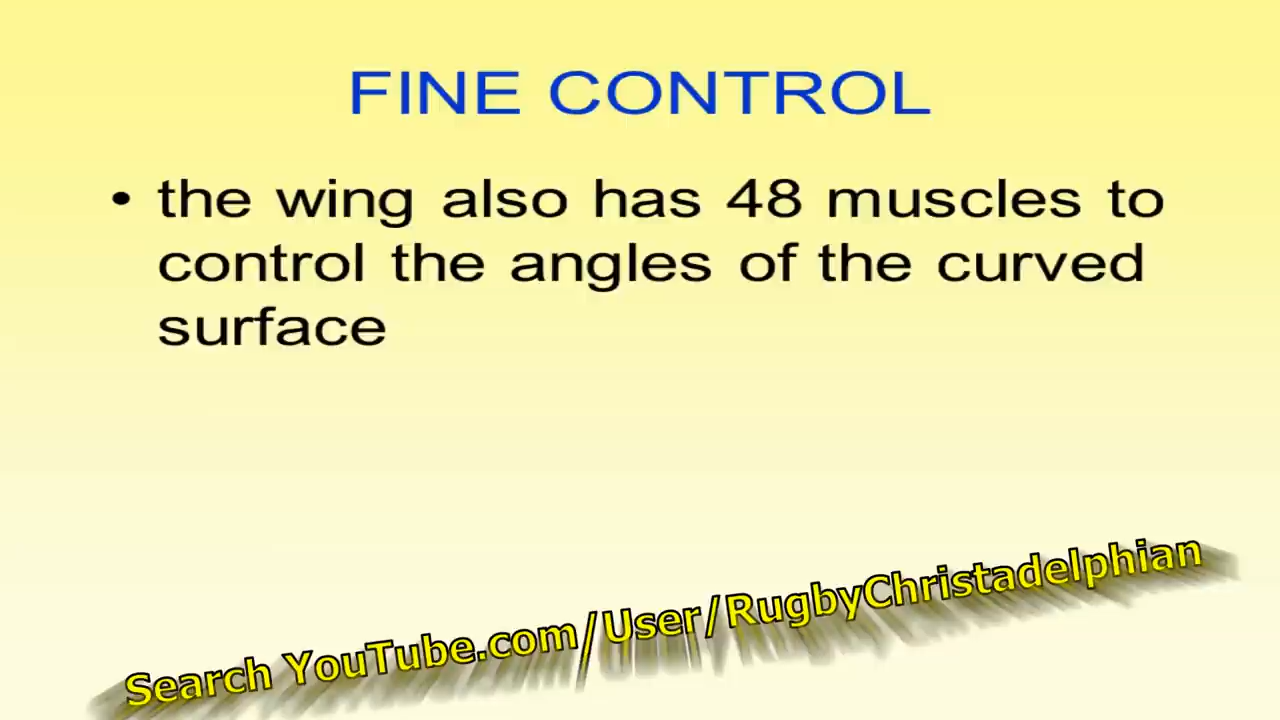 FINE CONTROL
• the wing also has 48 muscles to
control the angles of the curved
surface
Search YouTube.com/User/RugbyChristadelphian